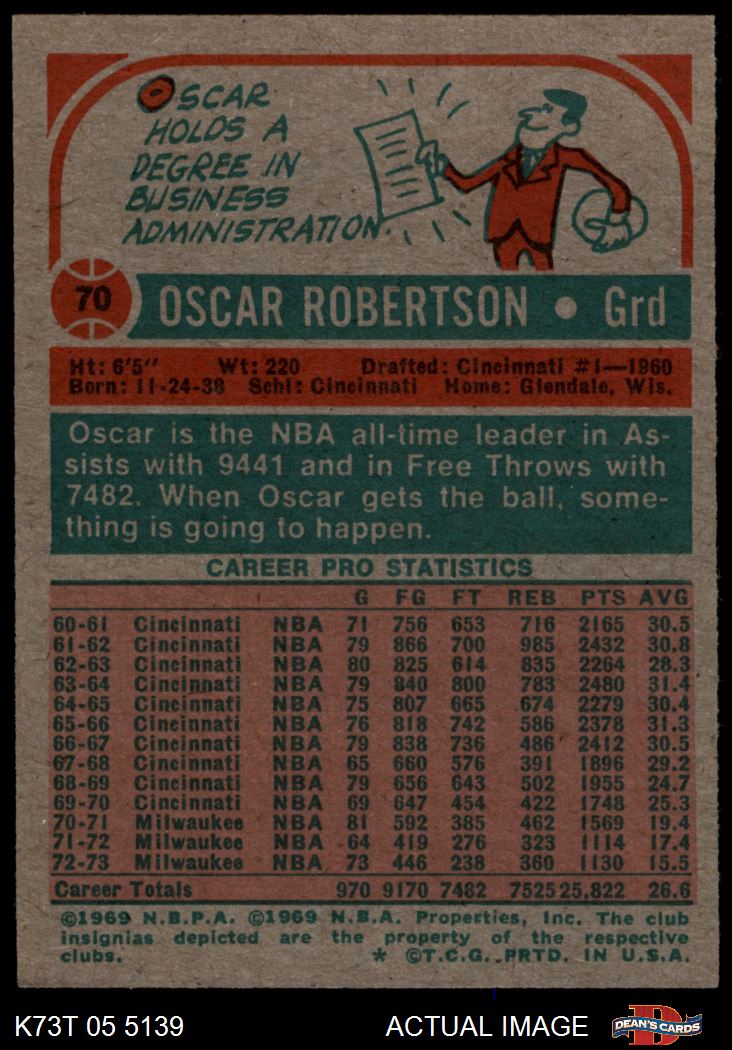 OSCAR
HOLDS A
DEGREE IN
BUSINESS
ADMINISTRATION.
70 OSCAR ROBERTSON • Grd
Ht: 6'5" Wt: 220 Drafted: Cincinnati #1—1960
Born: 11-24-38 Schl: Cincinnati Home: Glendale, Wis.
Oscar is the NBA all-time leader in As-
sists with 9441 and in Free Throws with
7482. When Oscar gets the ball, some-
thing is going to happen.
CAREER PRO STATISTICS
G FG FT REB PTS AVG
60-61 Cincinnati NBA 71 756 653 716 2165 30.5
61-62 Cincinnati NBA 79 866 700 985 2432 30.8
62-63 Cincinnati NBA 80 825 614 835 2264 28.3
63-64 Cincinnati NBA 79 840 800 783 2480 31.4
64-65 Cincinnati NBA 75 807 665 674 2279 30.4
65-66 Cincinnati NBA 76 818 742 586 2378 31.3
66-67 Cincinnati NBA 79 838 736 486 2412 30.5
67-68 Cincinnati NBA 65 660 576 391 1896 29.2
68-69 Cincinnati NBA 79 656 643 502 1955 24.7
69-70 Cincinnati NBA 69 647 454 422 1748 25.3
70-71 Milwaukee NBA 81 592 385 462 1569 19.4
71-72 Milwaukee NBA 64 419 276 323 1114 17.4
72-73 Milwaukee NBA 73 446 238 360 1130 15.5
Career Totals 970 9170 7482 7525 25,822 26.6
©1969 N.B.P.A. ©1969 N.B.A. Properties, Inc. The club
insignias depicted are the property of the respective
clubs. * ©T.C.G. PRTD. IN U.S.A.
K73T 05 5139 ACTUAL IMAGE D DEAN'S CARDS